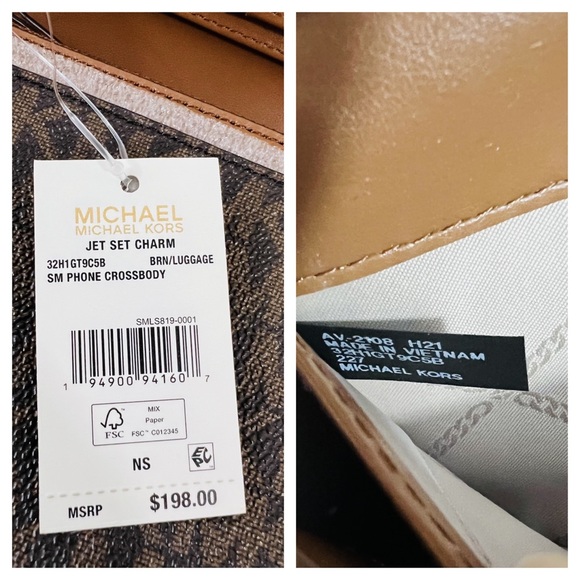 MICHAEL
MICHAEL KORS
JET SET CHARM
32H1GT9C5B BRN/LUGGAGE
SM PHONE CROSSBODY
SMLS819-0001
1 94900 94160 7
FSC
MIX
Paper
FSC™ C012345
NS
MSRP $198.00
AV-2108 H21
MADE IN VIETNAM
32H1GT9C5B
227
MICHAEL KORS